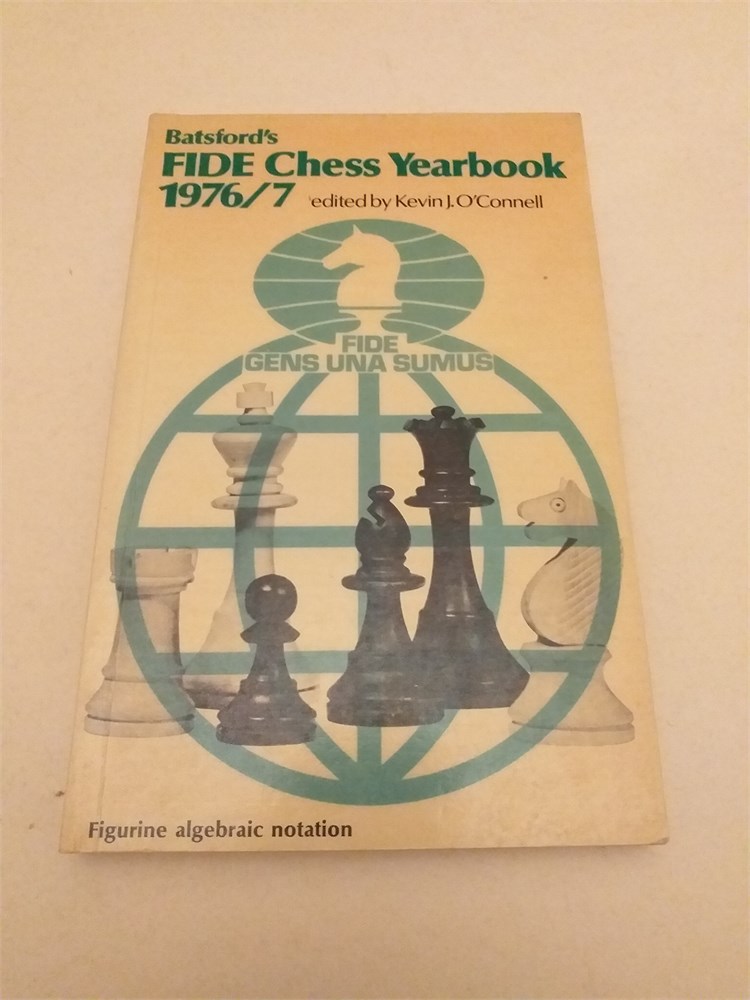 Batsford's
FIDE Chess Yearbook
1976/7 edited by Kevin J. O'Connell
FIDE
GENS UNA SUMUS
Figurine algebraic notation